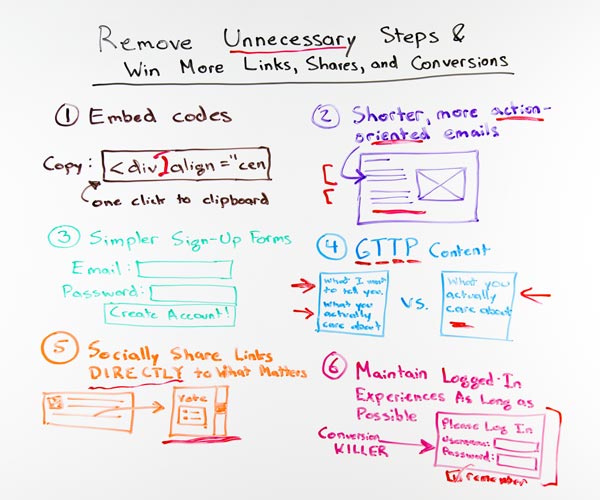 Remove Unnecessary Steps &
Win More Links, Shares, and Conversions
1 Embed codes
Copy: <div align="cen
one click to clipboard
2 Shorter, more action-
oriented emails
3 Simpler Sign-Up Forms
Email:
Password:
Create Account!
4 GTTP Content
What I want
to tell you.
What you
actually
care about
vs.
What you
actually
care about
5 Socially Share Links
DIRECTLY to What Matters
Vote
6 Maintain Logged-In
Experiences As Long as
Possible
Conversion
KILLER
Please Log In
Username:
Password:
remember